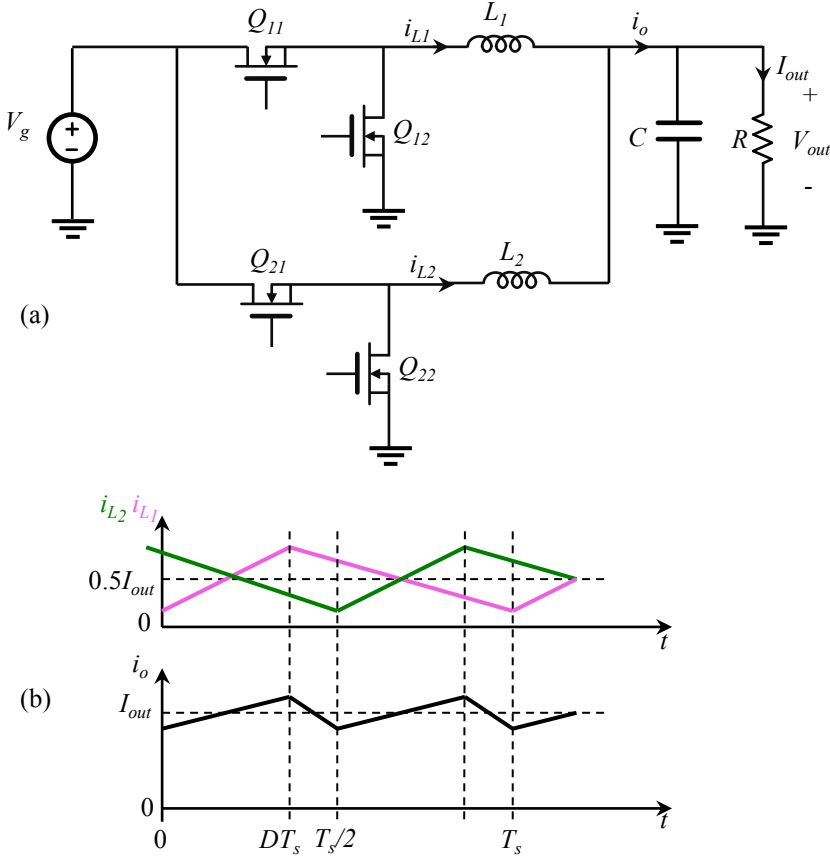 Q11 iL1 L1 io
Iout
+
Vg + - Q12 C R Vout
-
Q21 iL2 L2
(a)
Q22
iL2 iL1
0.5Iout
0 t
io
(b) Iout
0 t
0 DTs Ts/2 Ts